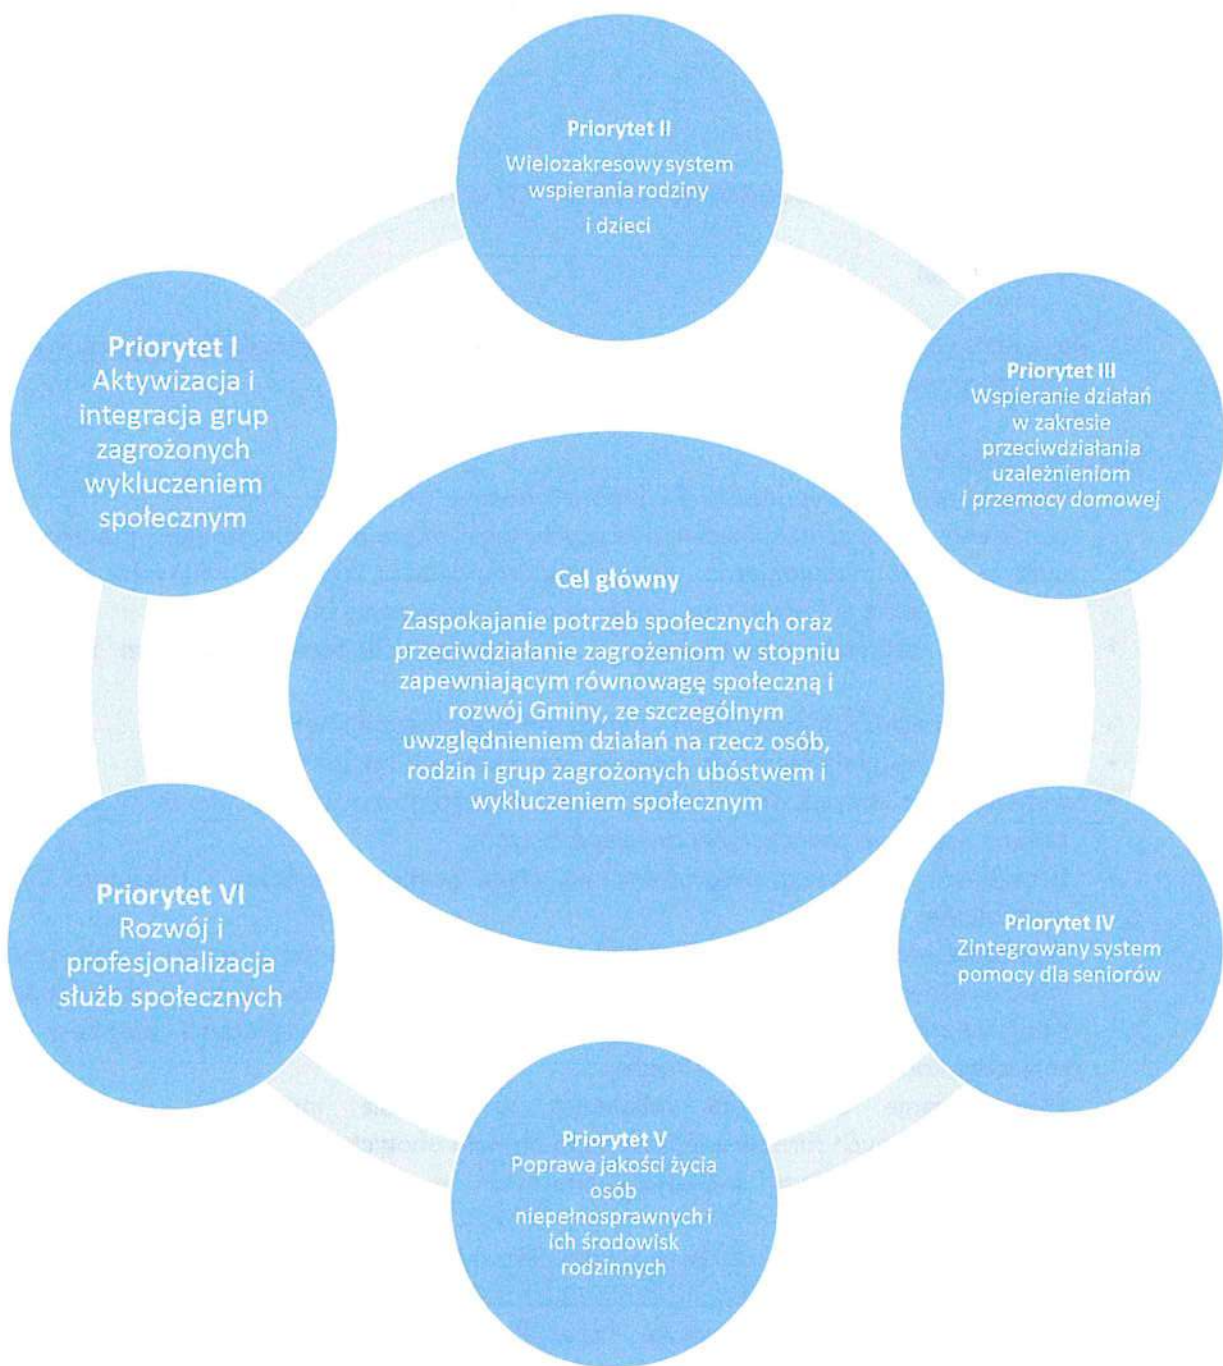 Priorytet II
Wielozakresowy system
wspierania rodziny
i dzieci
Priorytet I
Aktywizacja i
integracja grup
zagrożonych
wykluczeniem
społecznym
Priorytet III
Wspieranie działań
w zakresie
przeciwdziałania
uzależnieniom
i przemocy domowej
Cel główny
Zaspokajanie potrzeb społecznych oraz
przeciwdziałanie zagrożeniom w stopniu
zapewniającym równowagę społeczną i
rozwój Gminy, ze szczególnym
uwzględnieniem działań na rzecz osób,
rodzin i grup zagrożonych ubóstwem i
wykluczeniem społecznym
Priorytet VI
Rozwój i
profesjonalizacja
służb społecznych
Priorytet IV
Zintegrowany system
pomocy dla seniorów
Priorytet V
Poprawa jakości życia
osób
niepełnosprawnych i
ich środowisk
rodzinnych